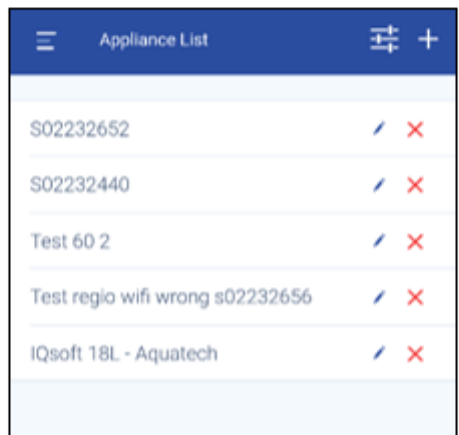 Appliance List
S02232652
S02232440
Test 60 2
Test regio wifi wrong s02232656
IQsoft 18L - Aquatech